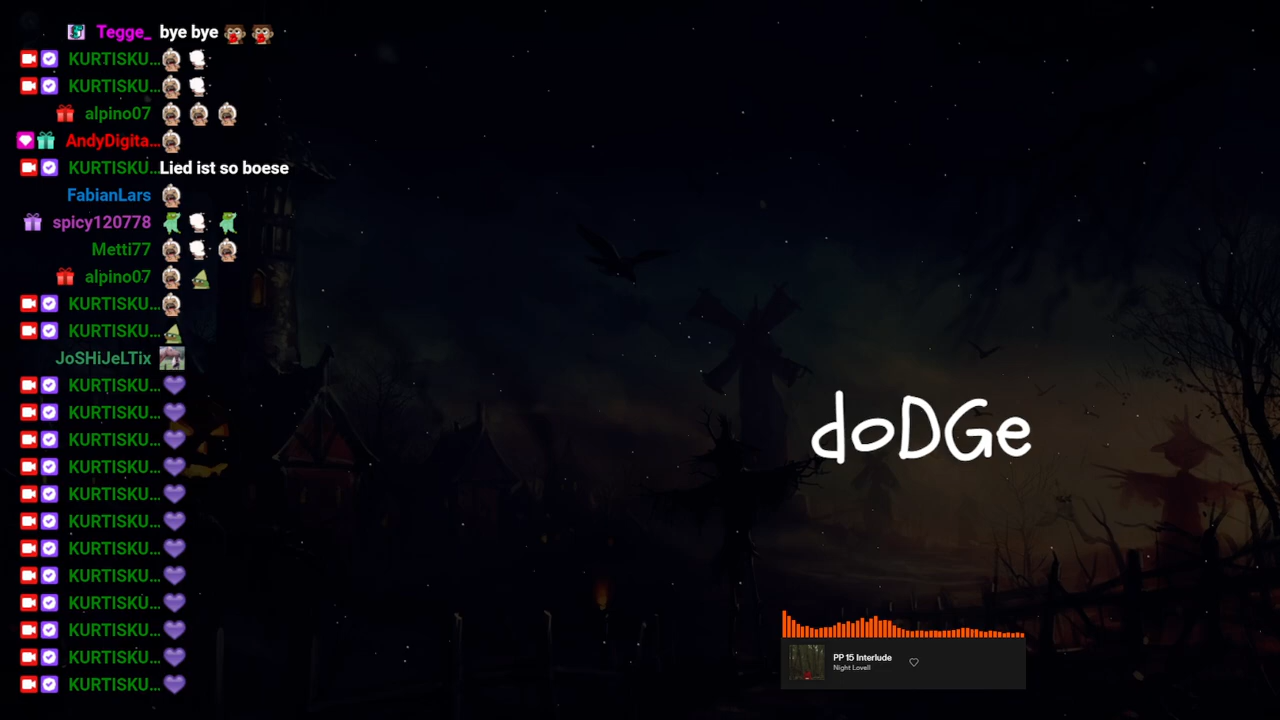 Tegge_ bye bye
KURTISKU...
KURTISKU...
alpino07
AndyDigita...
KURTISKU... Lied ist so boese
FabianLars
spicy120778
Metti77
alpino07
KURTISKU...
KURTISKU...
JoSHiJeLTix
KURTISKU...
KURTISKU...
KURTISKU...
KURTISKU...
KURTISKU...
KURTISKU...
KURTISKU...
KURTISKU...
KURTISKU...
KURTISKU...
KURTISKU...
KURTISKU...
doDGe
PP 15 Interlude
Night Lovell